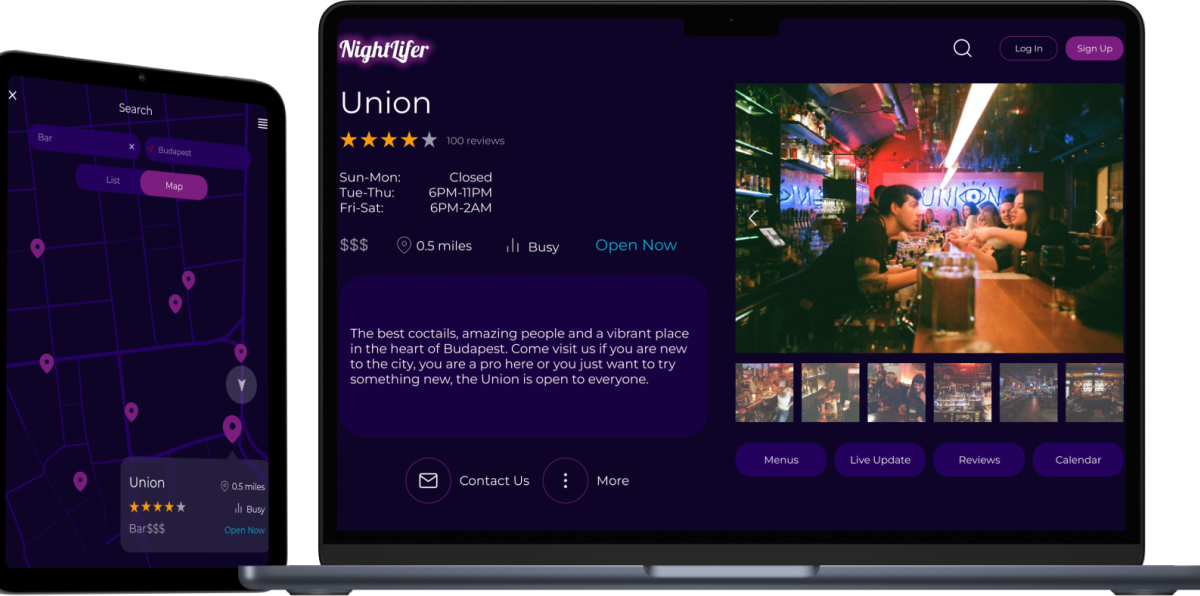 Search
Bar
Budapest
List
Map
Union
0.5 miles
Busy
Bar$$$
Open Now
NightLifer
Log In
Sign Up
Union
100 reviews
Sun-Mon: Closed
Tue-Thu: 6PM-11PM
Fri-Sat: 6PM-2AM
$$$
0.5 miles
Busy
Open Now
The best coctails, amazing people and a vibrant place
in the heart of Budapest. Come visit us if you are new
to the city, you are a pro here or you just want to try
something new, the Union is open to everyone.
Contact Us
More
UNION
Menus
Live Update
Reviews
Calendar